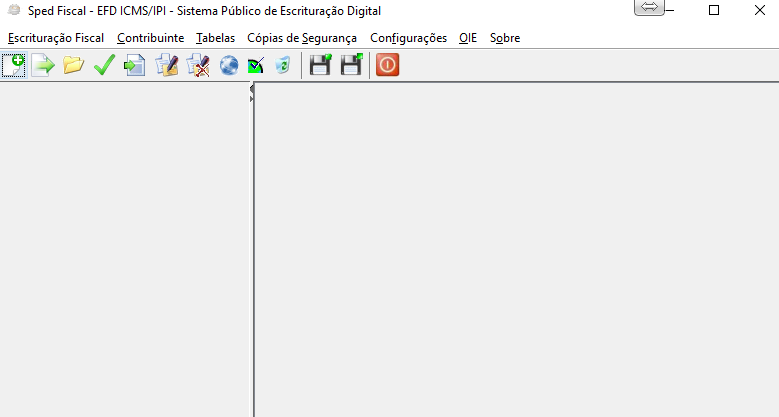 Sped Fiscal - EFD ICMS/IPI - Sistema Público de Escrituração Digital
Escrituração Fiscal Contribuinte Tabelas Cópias de Segurança Configurações OIE Sobre